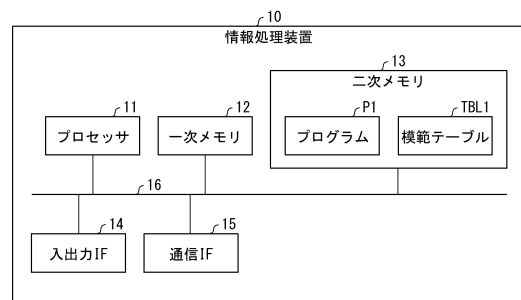 10
情報処理装置
13
二次メモリ
11
プロセッサ
12
一次メモリ
P1
プログラム
TBL1
模範テーブル
16
14
入出力IF
15
通信IF